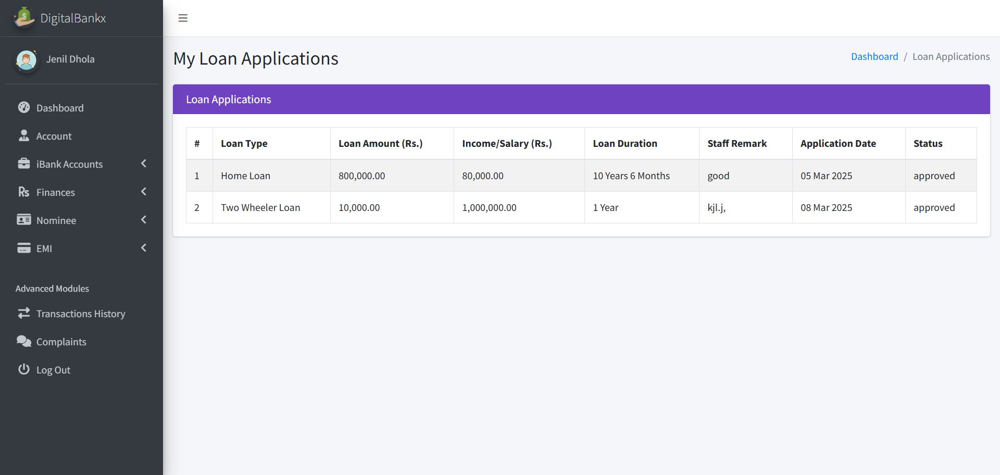 DigitalBankx
Jenil Dhola
Dashboard
Account
iBank Accounts
Rs Finances
Nominee
EMI
Advanced Modules
Transactions History
Complaints
Log Out
My Loan Applications
Dashboard / Loan Applications
Loan Applications
# Loan Type Loan Amount (Rs.) Income/Salary (Rs.) Loan Duration Staff Remark Application Date Status
1 Home Loan 800,000.00 80,000.00 10 Years 6 Months good 05 Mar 2025 approved
2 Two Wheeler Loan 10,000.00 1,000,000.00 1 Year kjl.j, 08 Mar 2025 approved